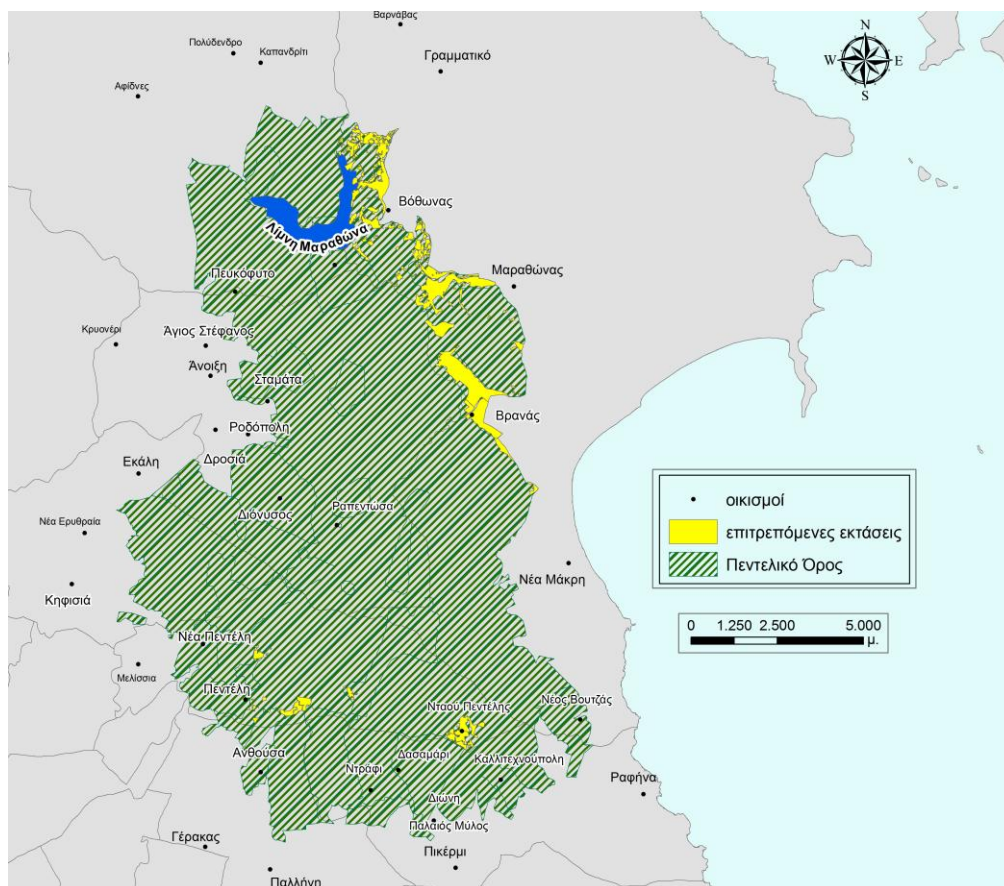 Βαρνάβας
Πολύδενδρο
Καπανδρίτι
Γραμματικό
Αφίδνες
N
W
E
S
Βόθωνας
Λίμνη Μαραθώνα
Μαραθώνας
Πευκόφυτο
Κρυονέρι
Άγιος Στέφανος
Άνοιξη
Σταμάτα
Βρανάς
Ροδόπολη
Δροσιά
Εκάλη
Διόνυσος
Ραπεντώσα
Νέα Ερυθραία
Νέα Μάκρη
Κηφισιά
Νέα Πεντέλη
Μελίσσια
Πεντέλη
Νταού Πεντέλης
Νέος Βουτζάς
Ανθούσα
Ντράφι
Δασαμάρι
Καλλιτεχνούπολη
Ραφήνα
Διώνη
Παλαιός Μύλος
Γέρακας
Πικέρμι
Παλλήνη
οικισμοί
επιτρεπόμενες εκτάσεις
Πεντελικό Όρος
0 1.250 2.500 5.000
μ.